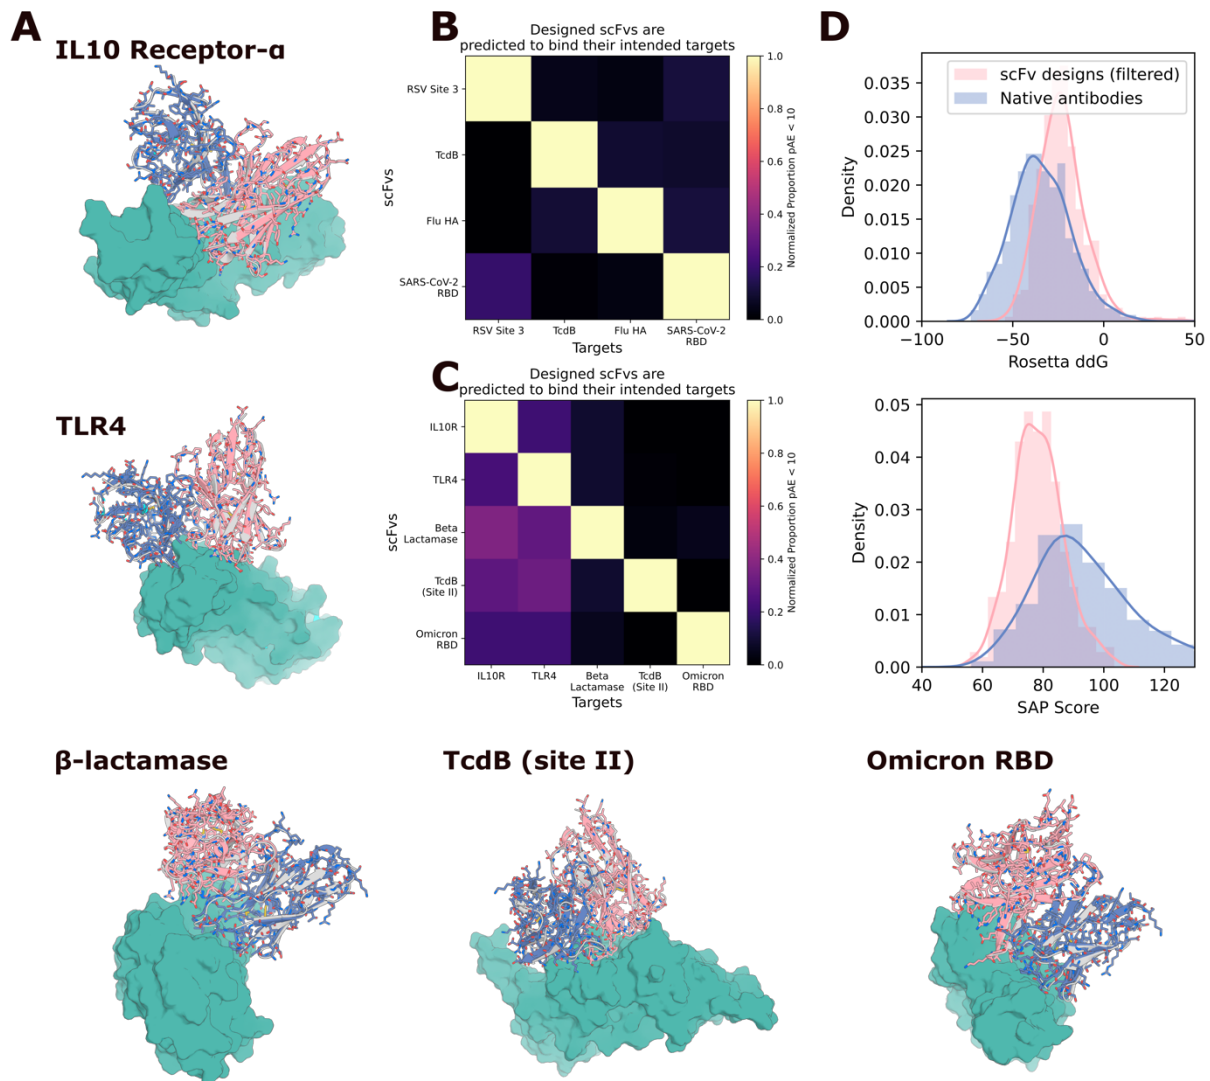 A
IL10 Receptor-α
TLR4
B
Designed scFvs are
predicted to bind their intended targets
scFvs
RSV Site 3
TcdB
Flu HA
SARS-CoV-2
RBD
RSV Site 3
TcdB
Flu HA
SARS-CoV-2
RBD
Targets
1.0
0.8
0.6
0.4
0.2
0.0
Normalized Proportion pAE < 10
C
Designed scFvs are
predicted to bind their intended targets
scFvs
IL10R
TLR4
Beta
Lactamase
TcdB
(Site II)
Omicron
RBD
IL10R
TLR4
Beta
Lactamase
TcdB
(Site II)
Omicron
RBD
Targets
1.0
0.8
0.6
0.4
0.2
0.0
Normalized Proportion pAE < 10
D
scFv designs (filtered)
Native antibodies
Density
0.035
0.030
0.025
0.020
0.015
0.010
0.005
0.000
−100
−50
0
50
Rosetta ddG
Density
0.05
0.04
0.03
0.02
0.01
0.00
40
60
80
100
120
SAP Score
β-lactamase
TcdB (site II)
Omicron RBD